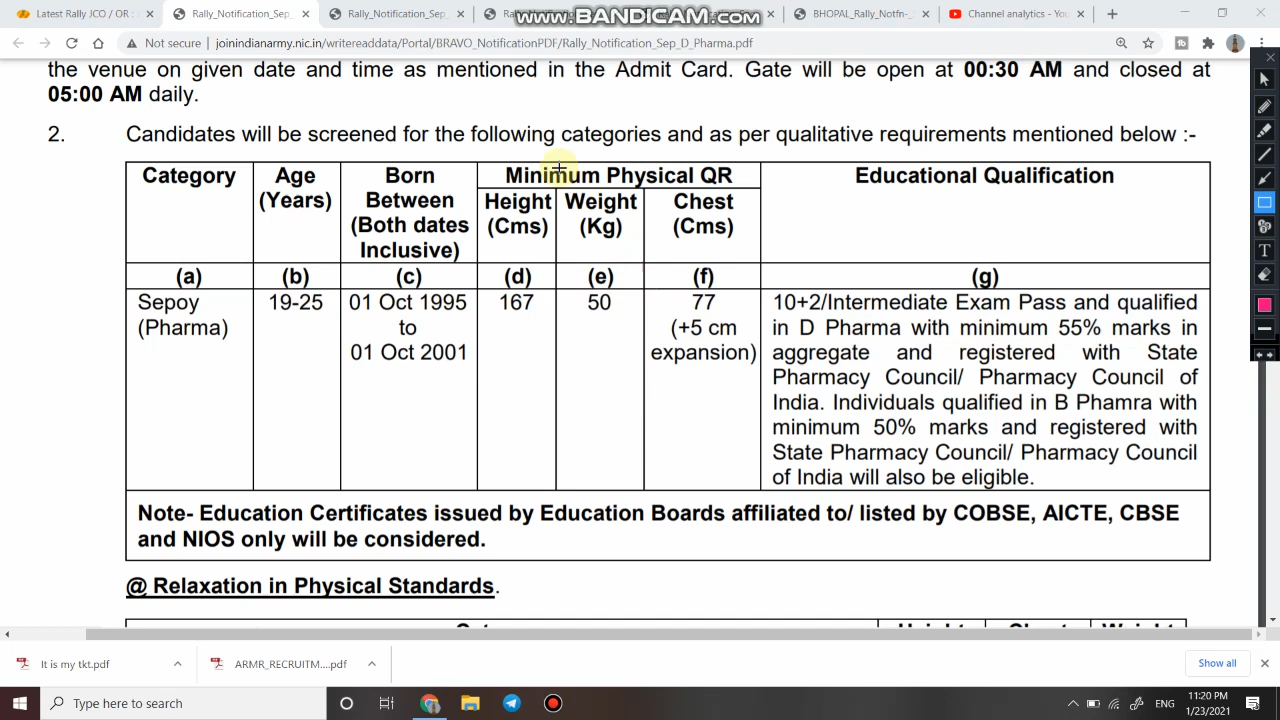 Latest Rally JCO / OR :
Rally_Notification_Sep_
Rally_Notification_Sep_
www.BANDICAM.com
BHOPAL_Rally_Notfn-_
Channel analytics - You
Not secure
joinindianarmy.nic.in/writereaddata/Portal/BRAVO_NotificationPDF/Rally_Notification_Sep_D_Pharma.pdf
the venue on given date and time as mentioned in the Admit Card. Gate will be open at 00:30 AM and closed at
05:00 AM daily.
2. Candidates will be screened for the following categories and as per qualitative requirements mentioned below :-
Category
Age
(Years)
Born
Between
(Both dates
Inclusive)
Minimum Physical QR
Height
(Cms)
Weight
(Kg)
Chest
(Cms)
Educational Qualification
(a) (b) (c) (d) (e) (f) (g)
Sepoy
(Pharma)
19-25
01 Oct 1995
to
01 Oct 2001
167
50
77
(+5 cm
expansion)
10+2/Intermediate Exam Pass and qualified
in D Pharma with minimum 55% marks in
aggregate and registered with State
Pharmacy Council/ Pharmacy Council of
India. Individuals qualified in B Phamra with
minimum 50% marks and registered with
State Pharmacy Council/ Pharmacy Council
of India will also be eligible.
Note- Education Certificates issued by Education Boards affiliated to/ listed by COBSE, AICTE, CBSE
and NIOS only will be considered.
@ Relaxation in Physical Standards.
It is my tkt.pdf
ARMR_RECRUITM....pdf
Show all
Type here to search
ENG
11:20 PM
1/23/2021